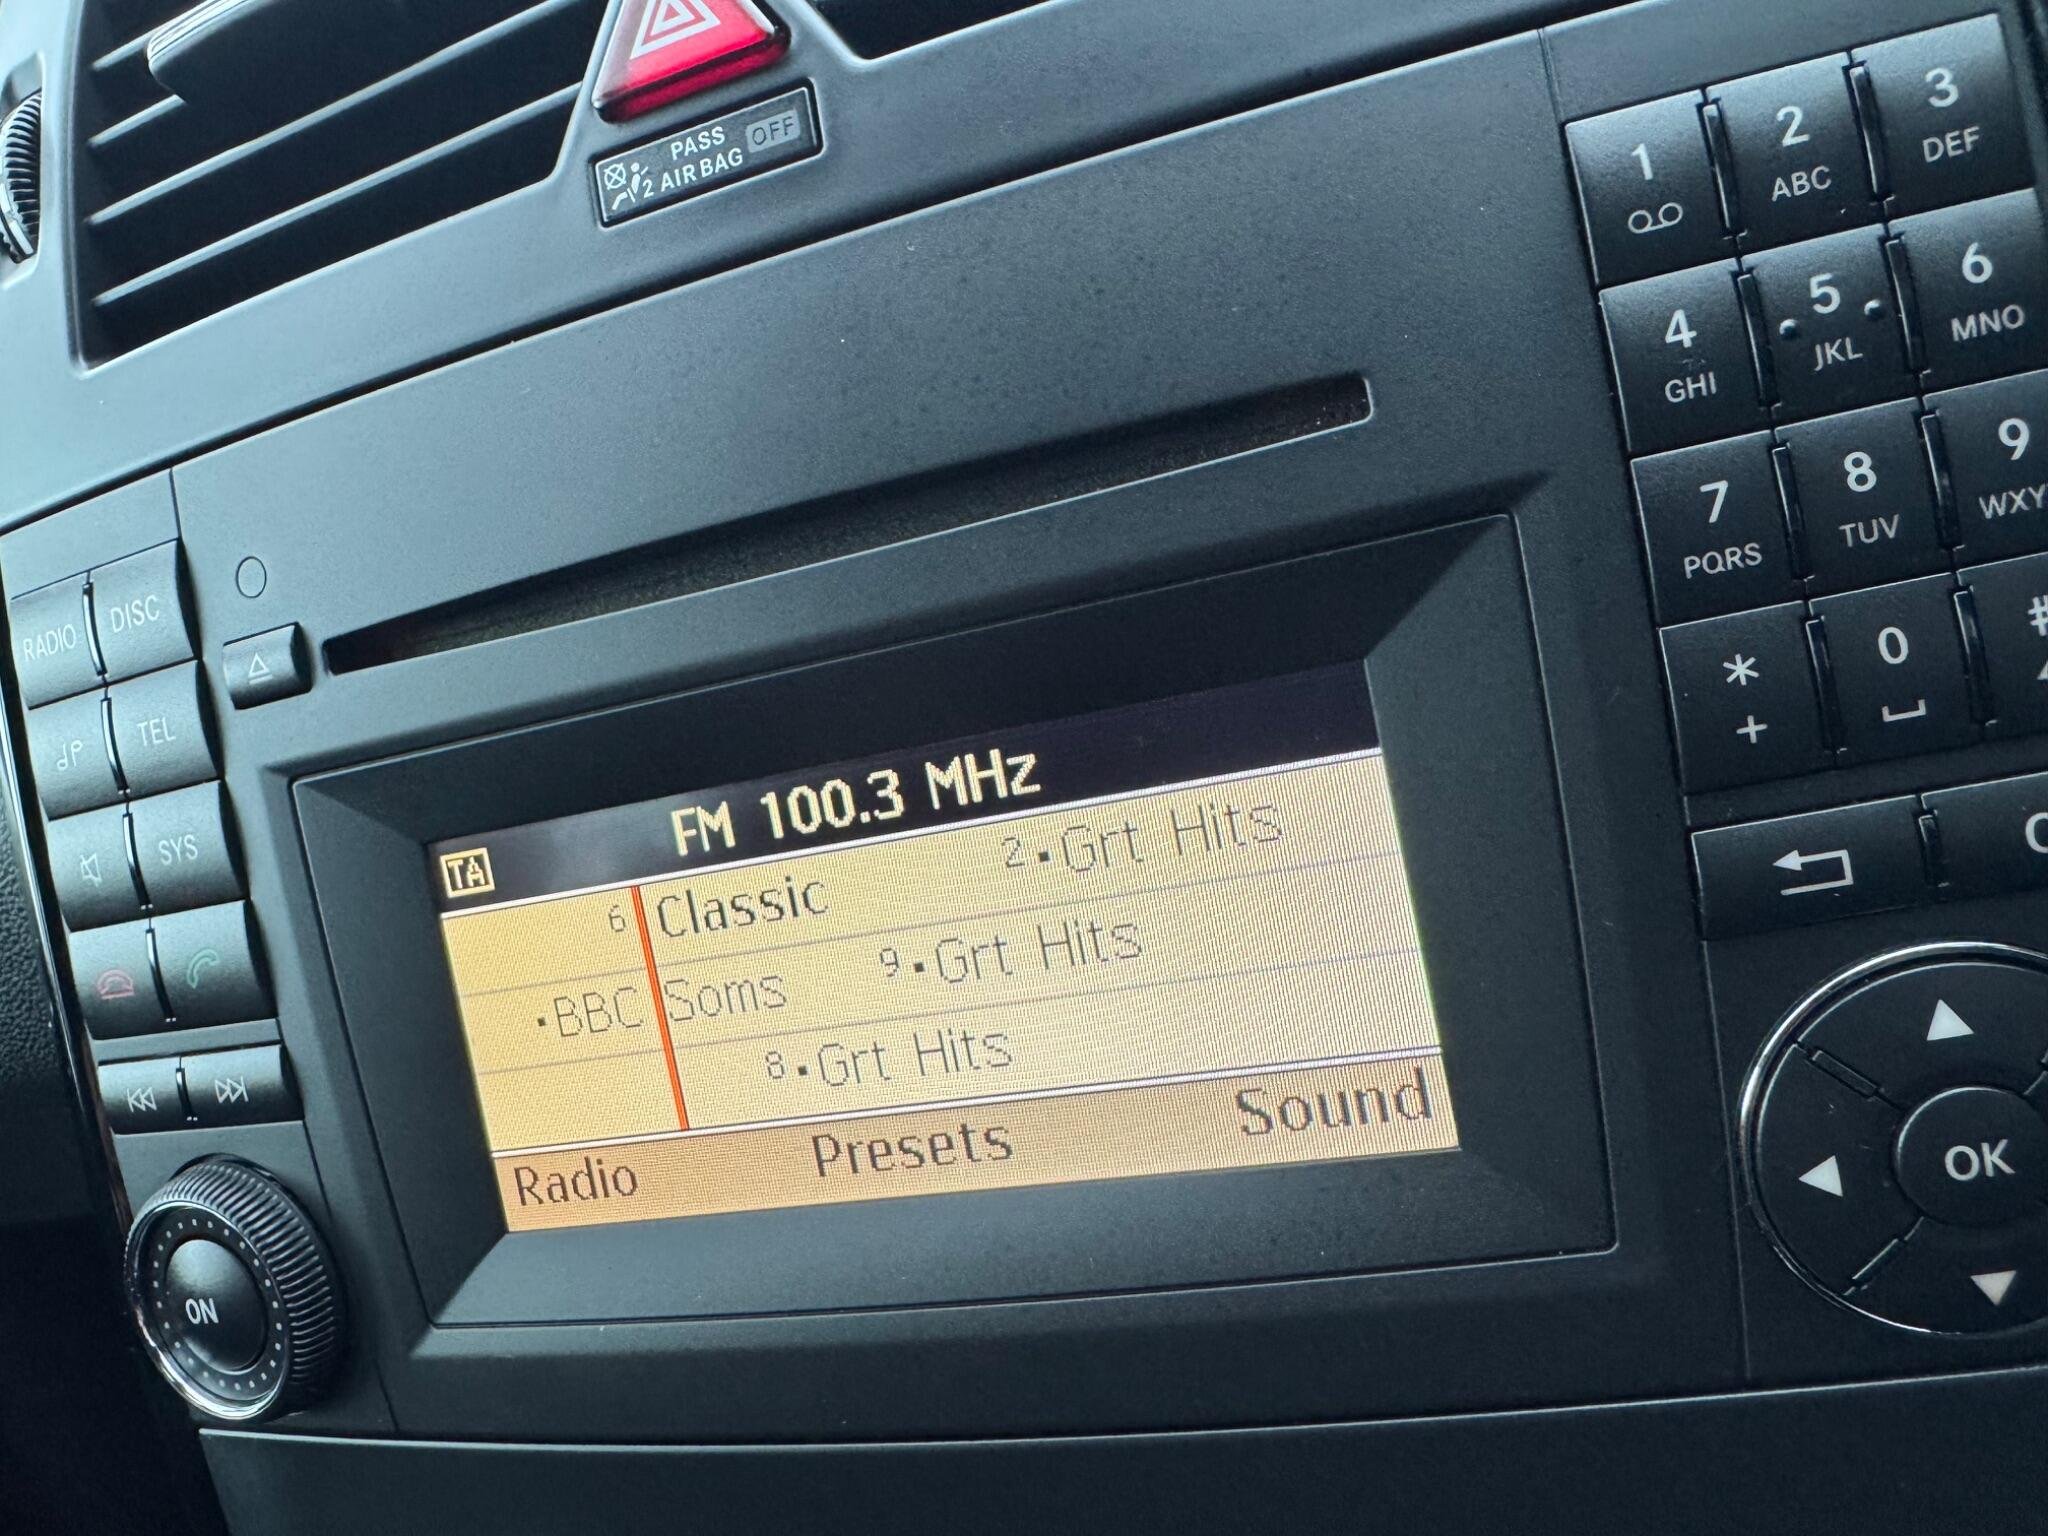 PASS OFF
2 AIR BAG
1
2
ABC
3
DEF
4
GHI
5
JKL
6
MNO
7
PQRS
8
TUV
9
*
+
0
#
RADIO
DISC
TEL
SYS
ON
FM 100.3 MHz
TA
6 Classic
2 · Grt Hits
· BBC Soms
9 · Grt Hits
8 · Grt Hits
Radio
Presets
Sound
OK